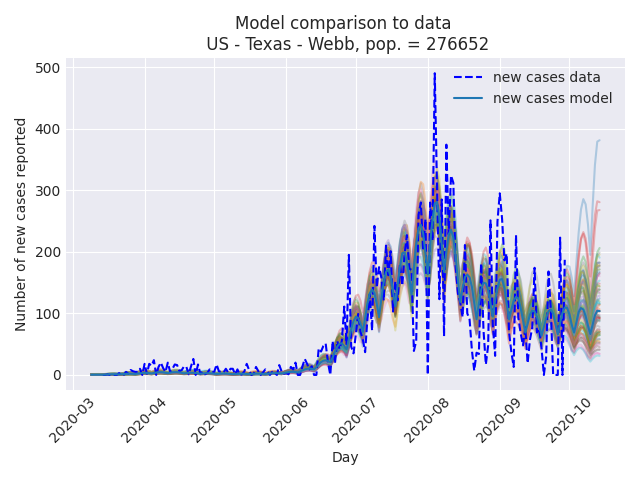 Model comparison to data
US - Texas - Webb, pop. = 276652
new cases data
new cases model
Number of new cases reported
500
400
300
200
100
0
2020-03
2020-04
2020-05
2020-06
2020-07
2020-08
2020-09
2020-10
Day